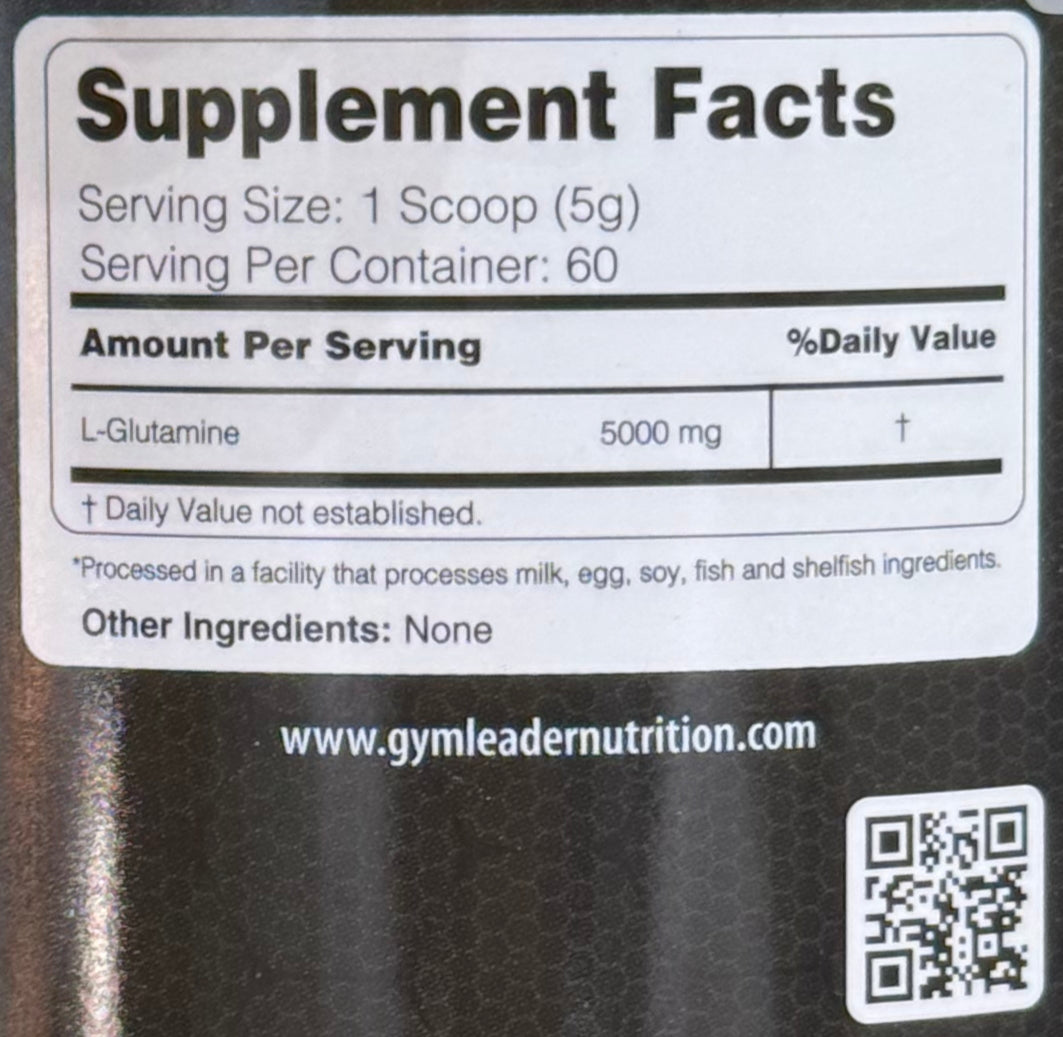 Supplement Facts
Serving Size: 1 Scoop (5g)
Serving Per Container: 60
Amount Per Serving %Daily Value
L-Glutamine 5000 mg †
† Daily Value not established.
*Processed in a facility that processes milk, egg, soy, fish and shelfish ingredients.
Other Ingredients: None
www.gymleadernutrition.com